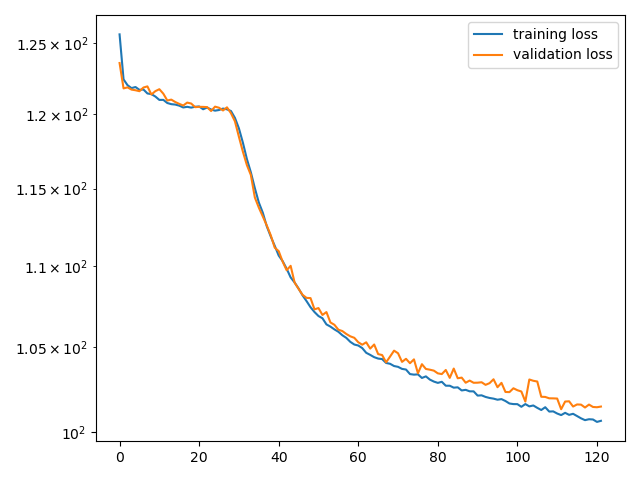 training loss
validation loss
1.25 × 10²
1.2 × 10²
1.15 × 10²
1.1 × 10²
1.05 × 10²
10²
0 20 40 60 80 100 120